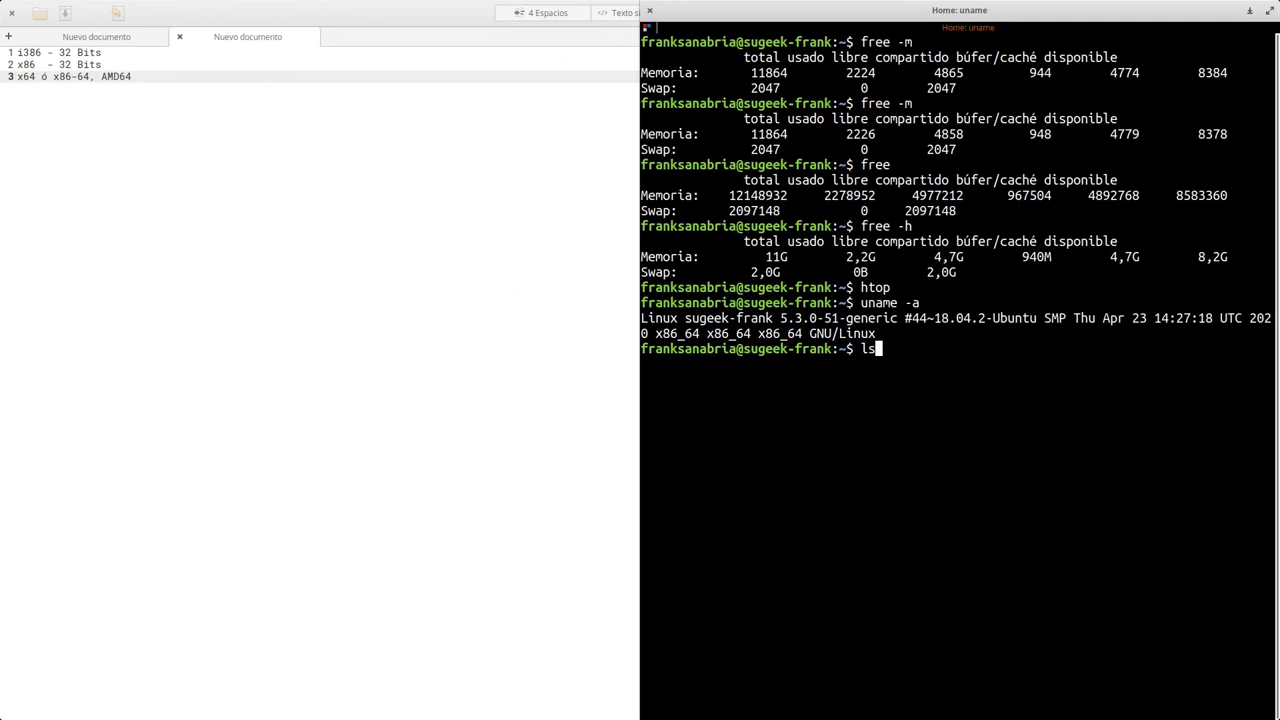 4 Espacios
Texto si
Nuevo documento
Nuevo documento
1 i386 - 32 Bits
2 x86  - 32 Bits
3 x64 ó x86-64, AMD64
Home: uname
Home: uname
franksanabria@sugeek-frank:~$ free -m
total usado libre compartido búfer/caché disponible
Memoria: 11864 2224 4865 944 4774 8384
Swap: 2047 0 2047
franksanabria@sugeek-frank:~$ free -m
total usado libre compartido búfer/caché disponible
Memoria: 11864 2226 4858 948 4779 8378
Swap: 2047 0 2047
franksanabria@sugeek-frank:~$ free
total usado libre compartido búfer/caché disponible
Memoria: 12148932 2278952 4977212 967504 4892768 8583360
Swap: 2097148 0 2097148
franksanabria@sugeek-frank:~$ free -h
total usado libre compartido búfer/caché disponible
Memoria: 11G 2,2G 4,7G 940M 4,7G 8,2G
Swap: 2,0G 0B 2,0G
franksanabria@sugeek-frank:~$ htop
franksanabria@sugeek-frank:~$ uname -a
Linux sugeek-frank 5.3.0-51-generic #44~18.04.2-Ubuntu SMP Thu Apr 23 14:27:18 UTC 202
0 x86_64 x86_64 x86_64 GNU/Linux
franksanabria@sugeek-frank:~$ ls